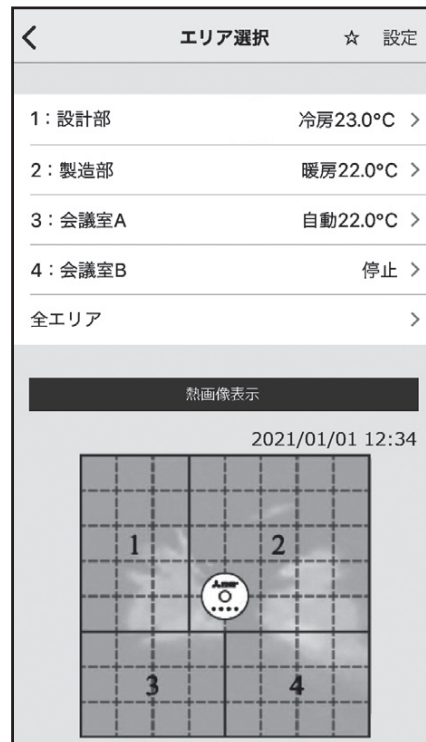 エリア選択 ☆ 設定
1：設計部 冷房23.0°C
2：製造部 暖房22.0°C
3：会議室A 自動22.0°C
4：会議室B 停止
全エリア
熱画像表示
2021/01/01 12:34
1 2
3 4